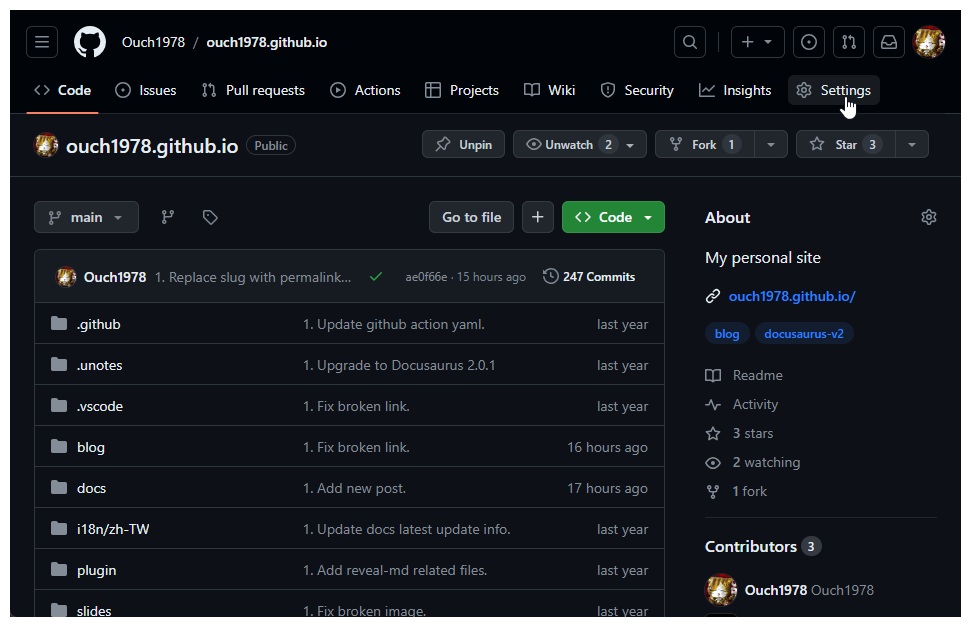 Ouch1978 / ouch1978.github.io
Code Issues Pull requests Actions Projects Wiki Security Insights Settings
ouch1978.github.io Public Unpin Unwatch 2 Fork 1 Star 3
main Go to file Code
Ouch1978 1. Replace slug with permalink... ae0f66e · 15 hours ago 247 Commits
.github 1. Update github action yaml. last year
.unotes 1. Upgrade to Docusaurus 2.0.1 last year
.vscode 1. Fix broken link. last year
blog 1. Fix broken link. 16 hours ago
docs 1. Add new post. 17 hours ago
i18n/zh-TW 1. Update docs latest update info. last year
plugin 1. Add reveal-md related files. last year
slides 1. Fix broken image. last year
About
My personal site
ouch1978.github.io/
blog docusaurus-v2
Readme
Activity
3 stars
2 watching
1 fork
Contributors 3
Ouch1978 Ouch1978